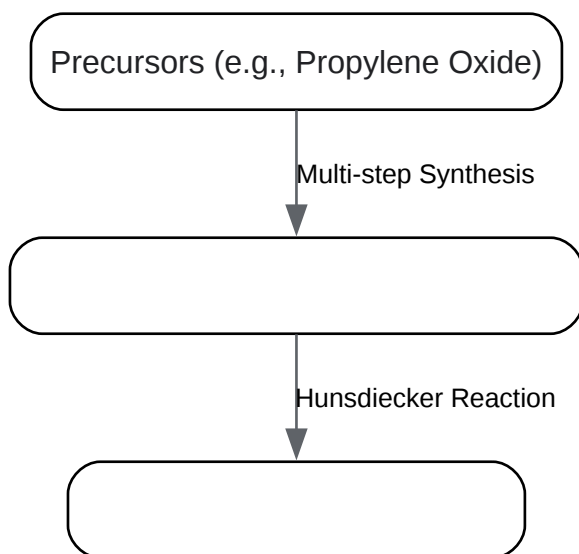 Precursors (e.g., Propylene Oxide)
Multi-step Synthesis
Hunsdiecker Reaction